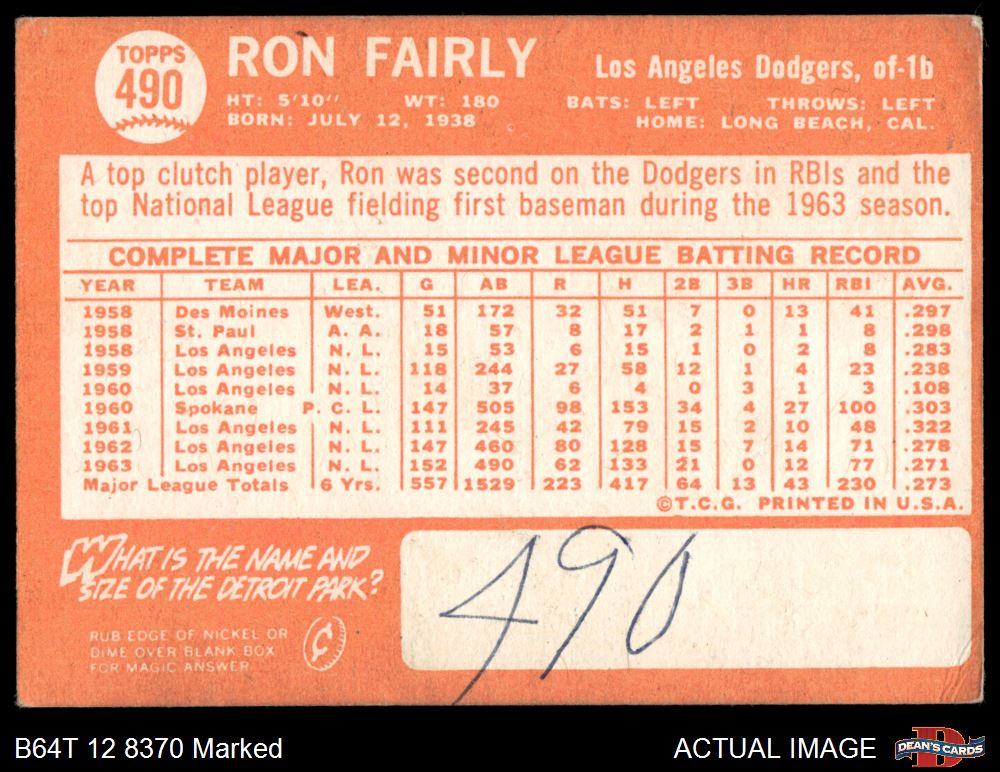 TOPPS
490
RON FAIRLY
Los Angeles Dodgers, of-1b
HT: 5'10" WT: 180 BATS: LEFT THROWS: LEFT
BORN: JULY 12, 1938 HOME: LONG BEACH, CAL.
A top clutch player, Ron was second on the Dodgers in RBIs and the
top National League fielding first baseman during the 1963 season.
COMPLETE MAJOR AND MINOR LEAGUE BATTING RECORD
YEAR TEAM LEA. G AB R H 2B 3B HR RBI AVG.
1958 Des Moines West. 51 172 32 51 7 0 13 41 .297
1958 St. Paul A. A. 18 57 8 17 2 1 1 8 .298
1958 Los Angeles N. L. 15 53 6 15 1 0 2 8 .283
1959 Los Angeles N. L. 118 244 27 58 12 1 4 23 .238
1960 Los Angeles N. L. 14 37 6 4 0 3 1 3 .108
1960 Spokane P. C. L. 147 505 98 153 34 4 27 100 .303
1961 Los Angeles N. L. 111 245 42 79 15 2 10 48 .322
1962 Los Angeles N. L. 147 460 80 128 15 7 14 71 .278
1963 Los Angeles N. L. 152 490 62 133 21 0 12 77 .271
Major League Totals 6 Yrs. 557 1529 223 417 64 13 43 230 .273
©T.C.G. PRINTED IN U.S.A.
WHAT IS THE NAME AND
SIZE OF THE DETROIT PARK?
RUB EDGE OF NICKEL OR
DIME OVER BLANK BOX
FOR MAGIC ANSWER
¢
490
B64T 12 8370 Marked
ACTUAL IMAGE
DEAN'S CARDS